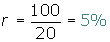 r = 100/20 = 5%